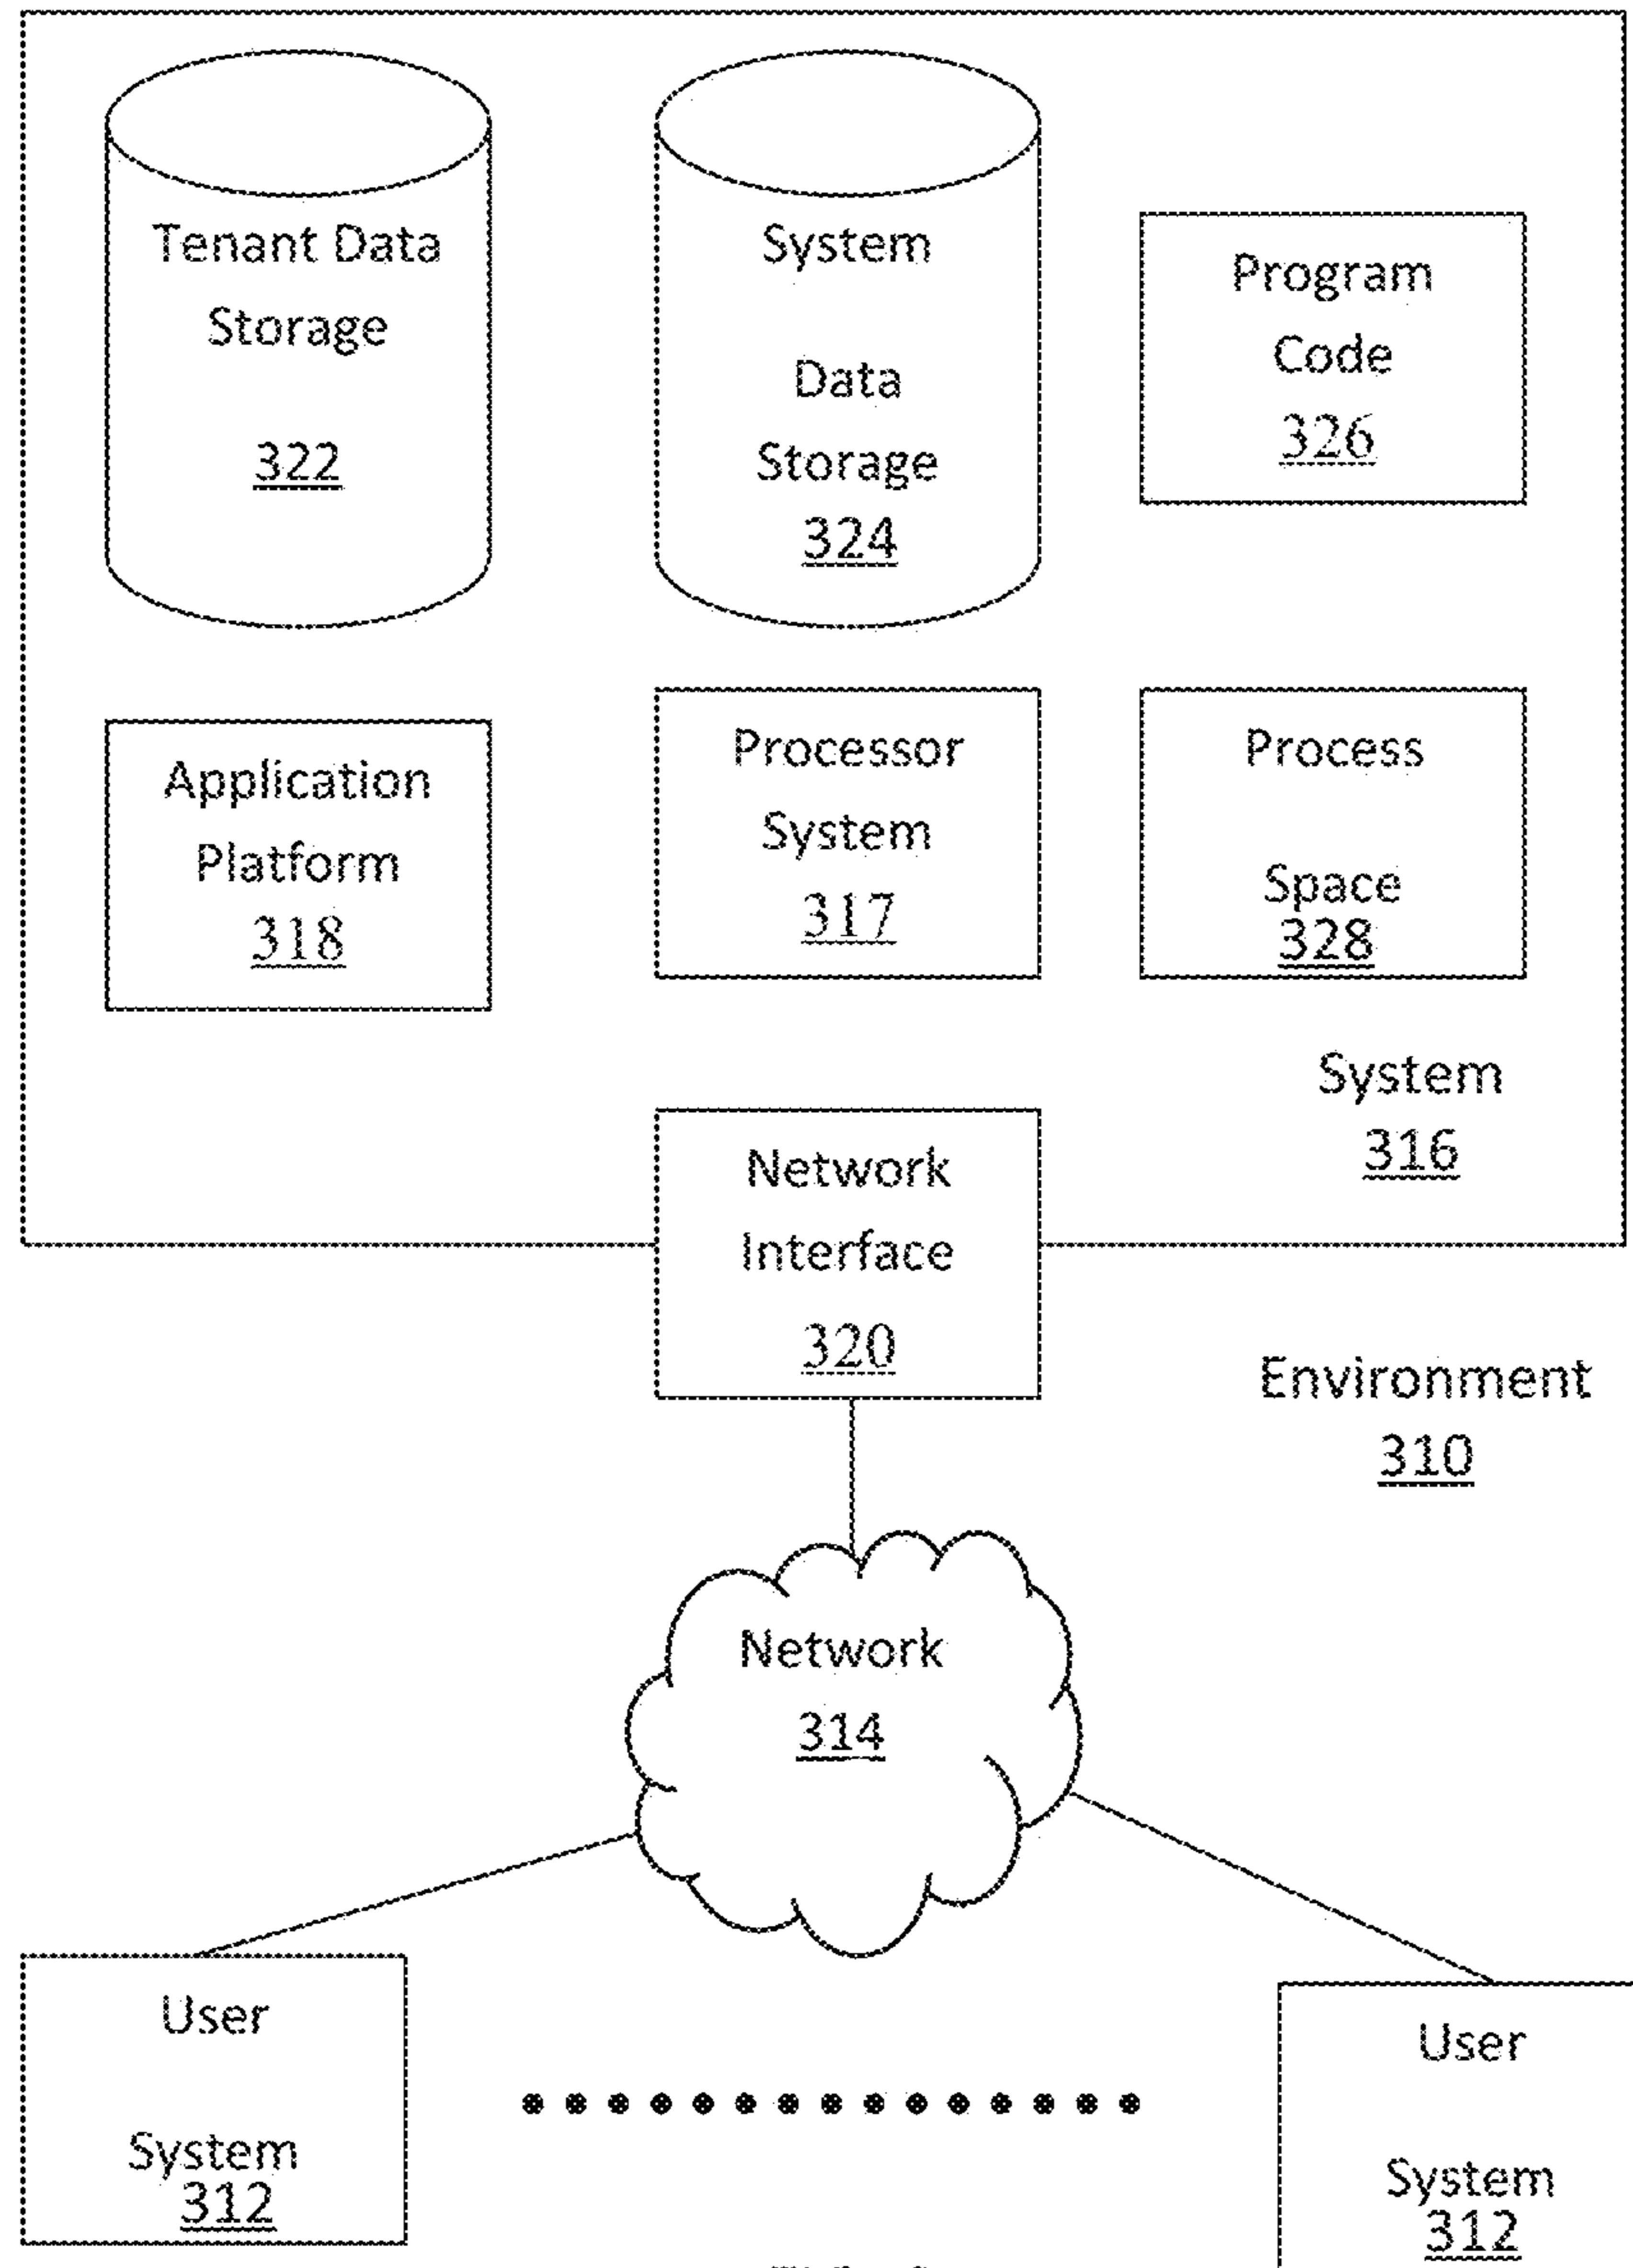 Tenant Data
Storage
322
System
Data
Storage
324
Program
Code
326
Application
Platform
318
Processor
System
317
Process
Space
328
System
316
Network
Interface
320
Environment
310
Network
314
User
System
312
User
System
312